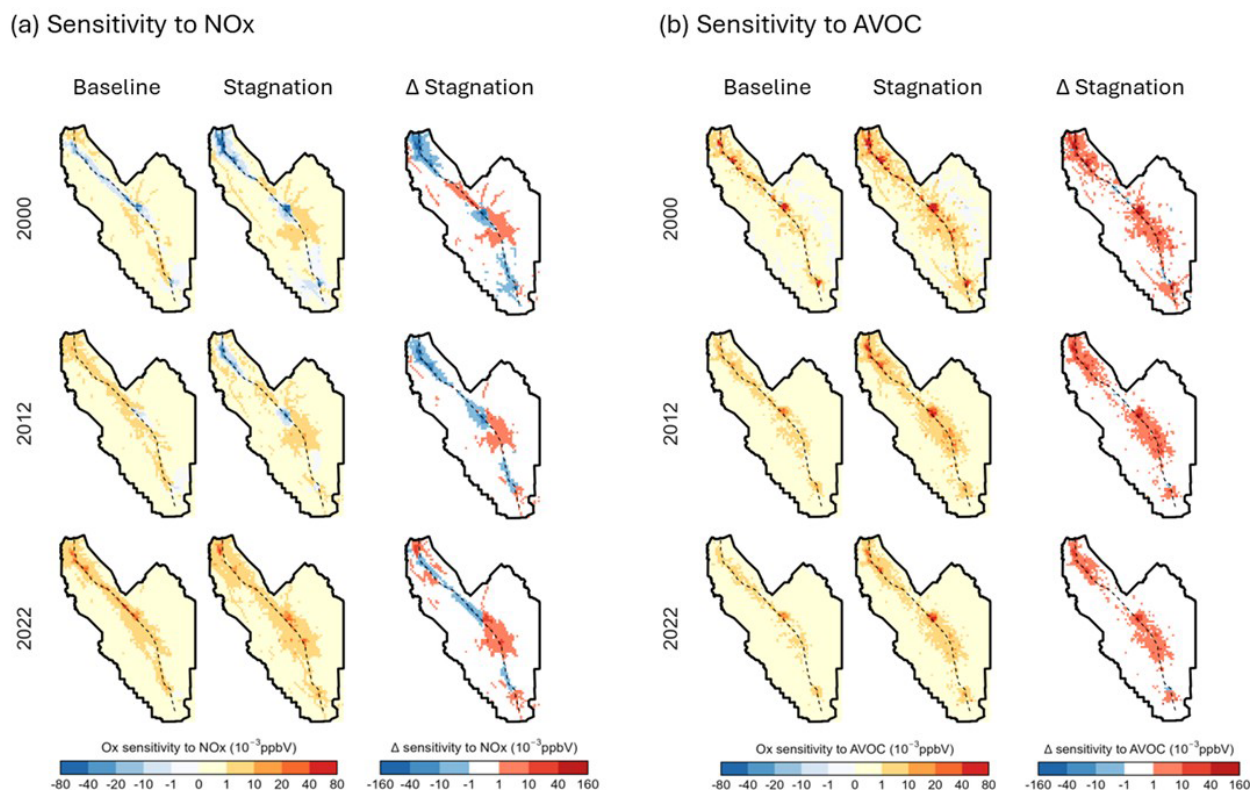 (a) Sensitivity to NOx
(b) Sensitivity to AVOC
Baseline Stagnation Δ Stagnation
Baseline Stagnation Δ Stagnation
2000
2000
2012
2012
2022
2022
Ox sensitivity to NOx (10⁻³ppbV)
-80 -40 -20 -1 0 1 10 20 40 80
Δ sensitivity to NOx (10⁻³ppbV)
-160 -40 -10 -1 1 10 40 160
Ox sensitivity to AVOC (10⁻³ppbV)
-80 -40 -20 -1 0 1 10 20 40 80
Δ sensitivity to AVOC (10⁻³ppbV)
-160 -40 -10 -1 1 10 40 160